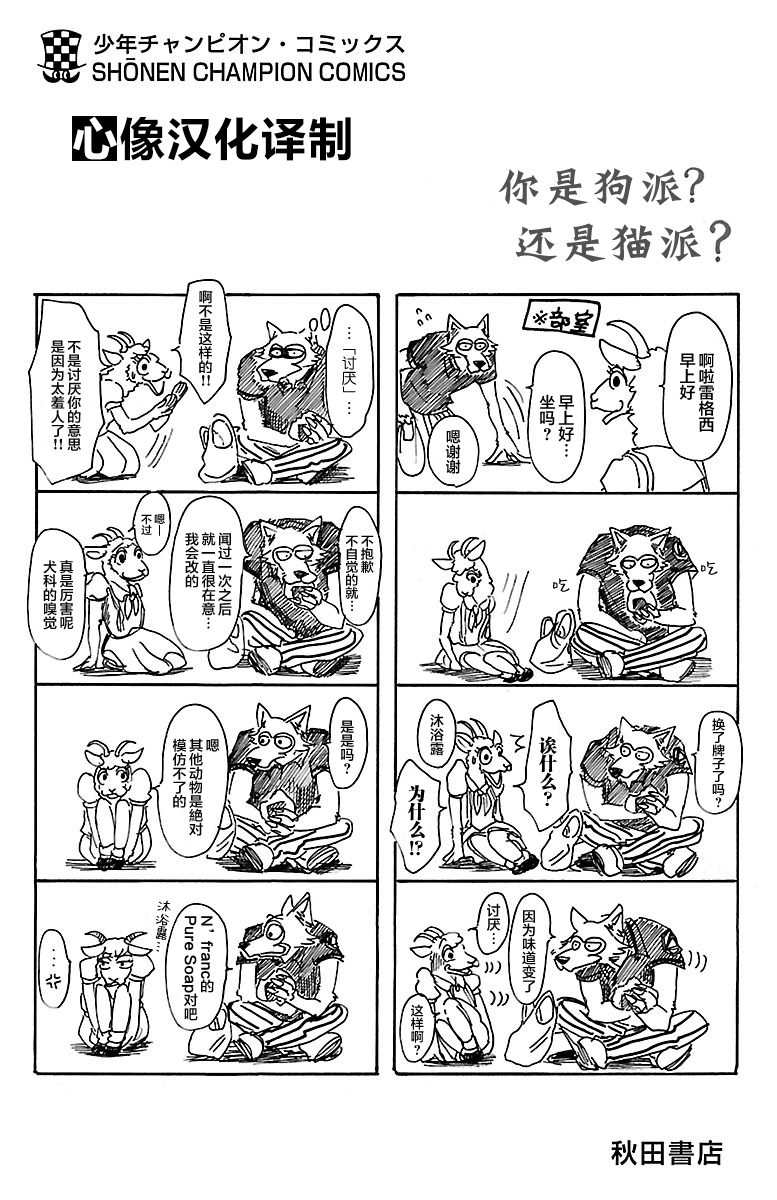 少年チャンピオン・コミックス
SHŌNEN CHAMPION COMICS
心像汉化译制
你是狗派？
还是猫派？
※部室
啊啦雷格西
早上好
早上好…
坐吗？
嗯谢谢
吃
吃
换了牌子了吗？
诶什么？
沐浴露
为什么！？
因为味道变了
讨厌…
这样啊？
…「讨厌」…
啊不是这样的！！
不是讨厌你的意思
是因为太羞人了！！
不抱歉
不自觉的就…
闻过一次之后
就一直很在意…
我会改的
嗯—
不过
真是厉害呢
犬科的嗅觉
是是吗？
嗯
其他动物是絶对
模仿不了的
N’franc的
Pure Soap对吧
沐浴露…
…
秋田書店